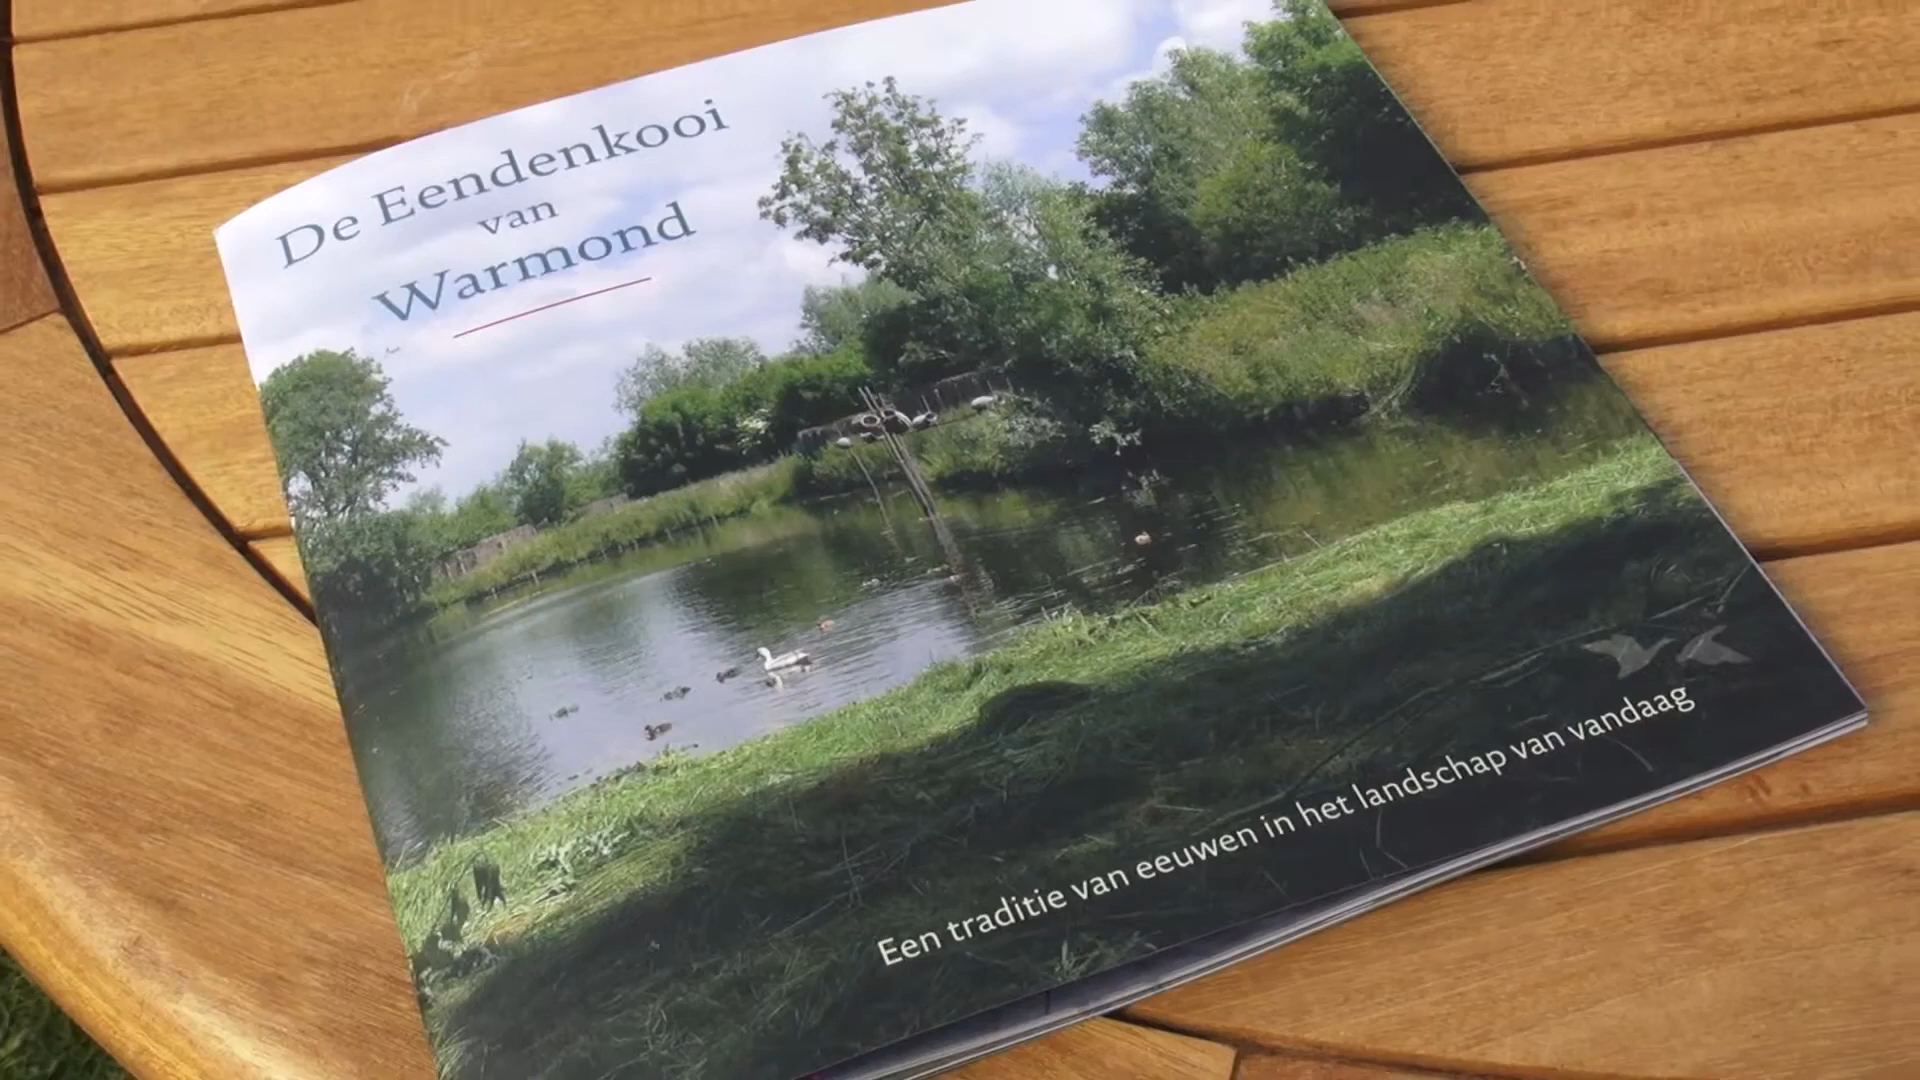 De Eendenkooi
van
Warmond
Een traditie van eeuwen in het landschap van vandaag